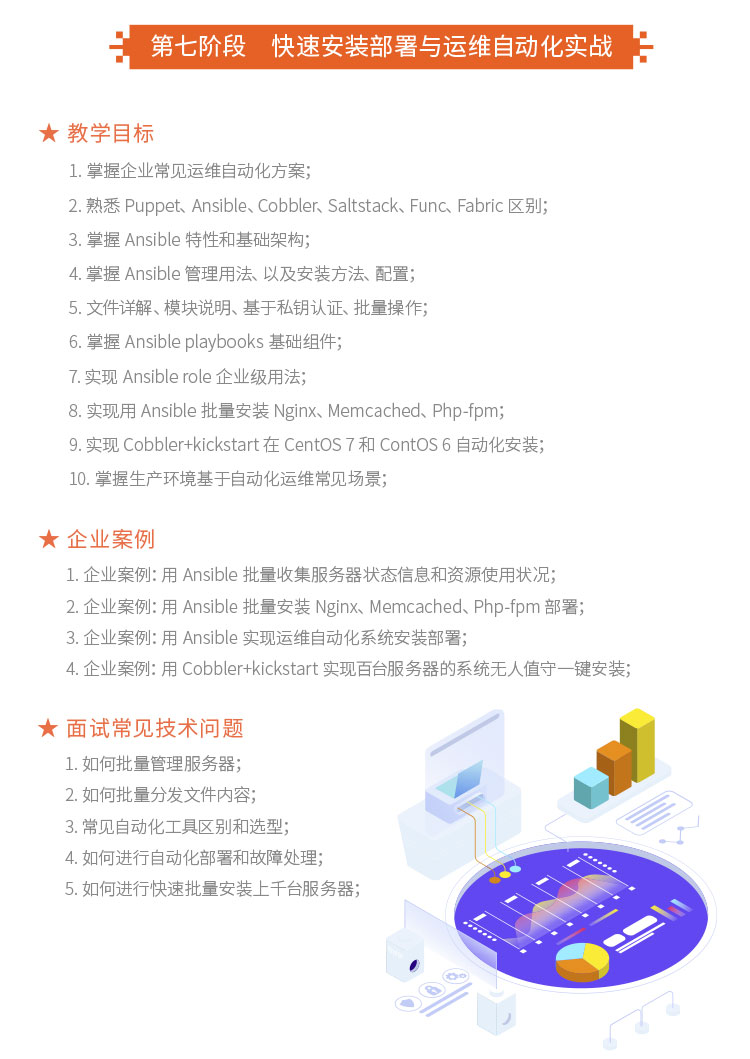 第七阶段 快速安装部署与运维自动化实战
★ 教学目标
1. 掌握企业常见运维自动化方案;
2. 熟悉 Puppet、Ansible、Cobbler、Saltstack、Func、Fabric 区别;
3. 掌握 Ansible 特性和基础架构;
4. 掌握 Ansible 管理用法、以及安装方法、配置;
5. 文件详解、模块说明、基于私钥认证、批量操作;
6. 掌握 Ansible playbooks 基础组件;
7. 实现 Ansible role 企业级用法;
8. 实现用 Ansible 批量安装 Nginx、Memcached、Php-fpm;
9. 实现 Cobbler+kickstart 在 CentOS 7 和 ContOS 6 自动化安装;
10. 掌握生产环境基于自动化运维常见场景;
★ 企业案例
1. 企业案例: 用 Ansible 批量收集服务器状态信息和资源使用状况;
2. 企业案例: 用 Ansible 批量安装 Nginx、Memcached、Php-fpm 部署;
3. 企业案例: 用 Ansible 实现运维自动化系统安装部署;
4. 企业案例: 用 Cobbler+kickstart 实现百台服务器的系统无人值守一键安装;
★ 面试常见技术问题
1. 如何批量管理服务器;
2. 如何批量分发文件内容;
3. 常见自动化工具区别和选型;
4. 如何进行自动化部署和故障处理;
5. 如何进行快速批量安装上千台服务器;